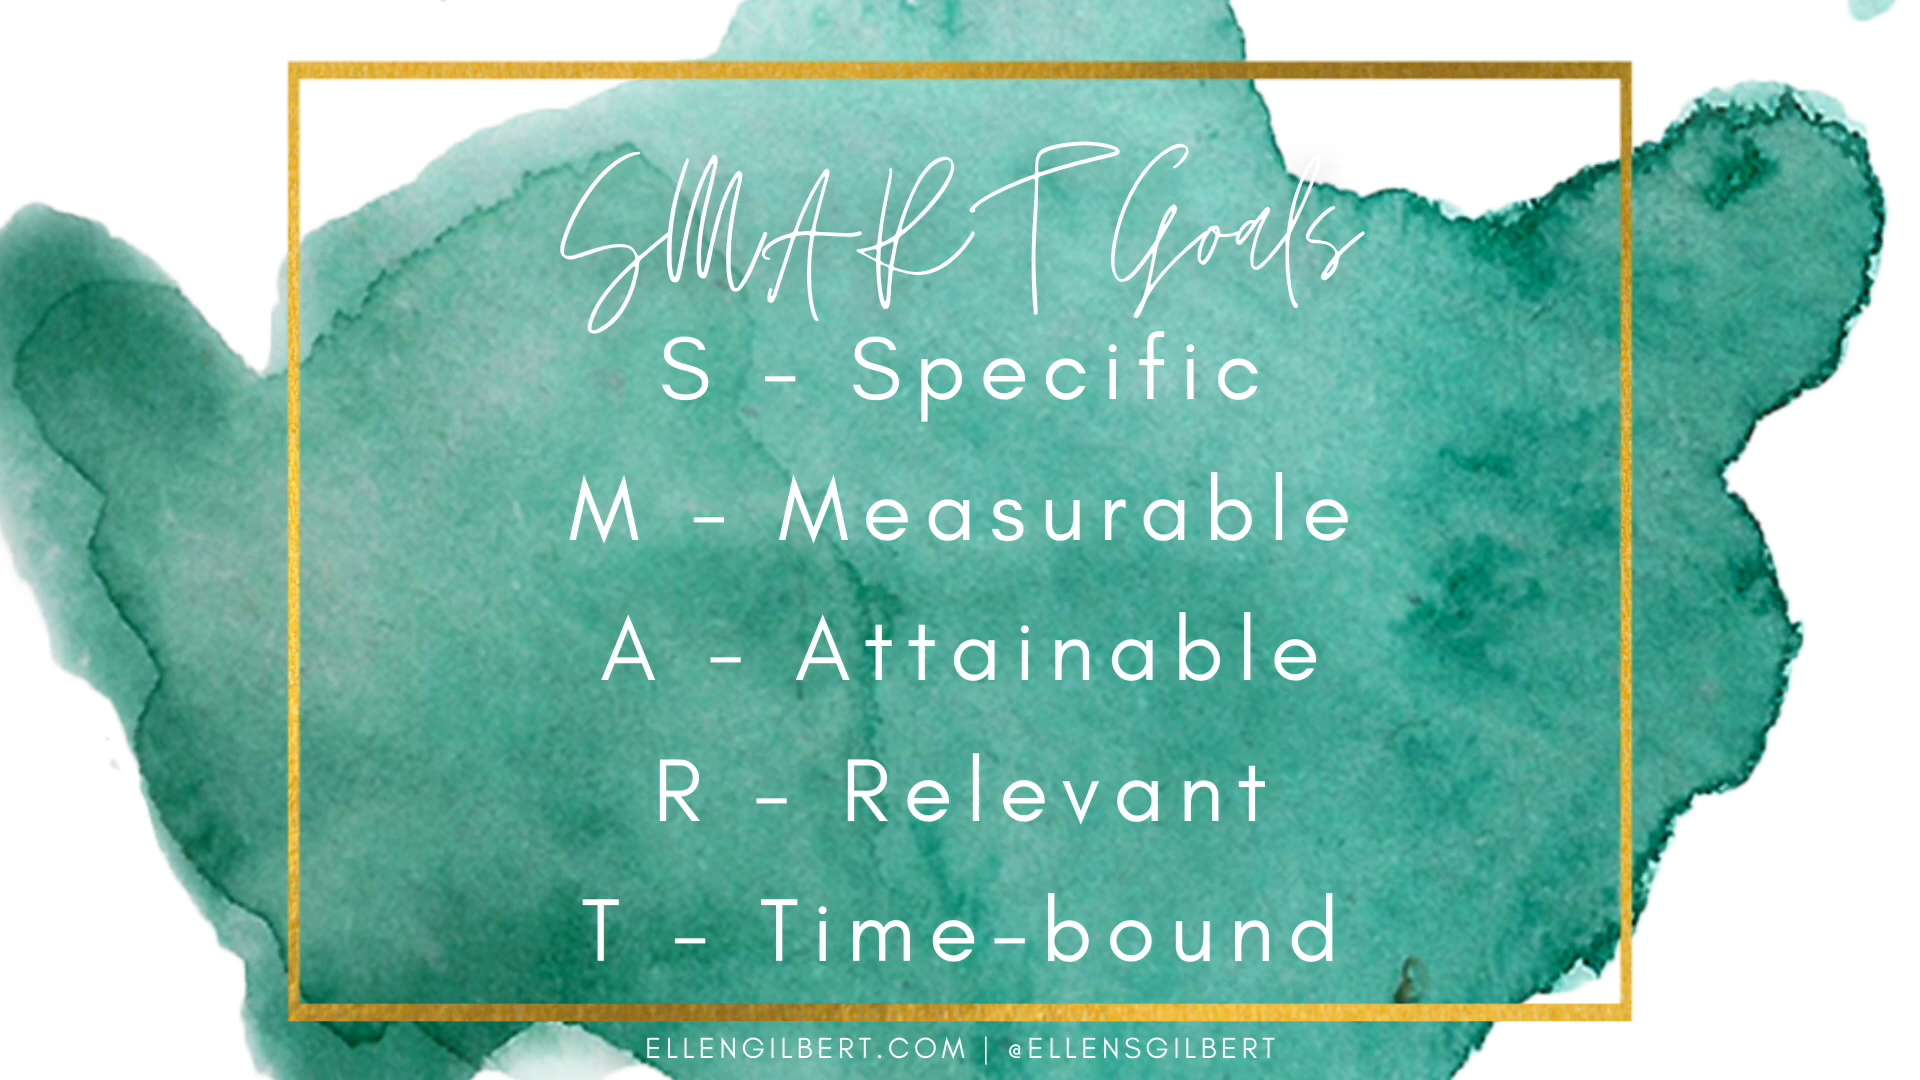 SMART Goals
S - Specific
M - Measurable
A - Attainable
R - Relevant
T - Time-bound
ELLENGILBERT.COM | @ELLENSGILBERT